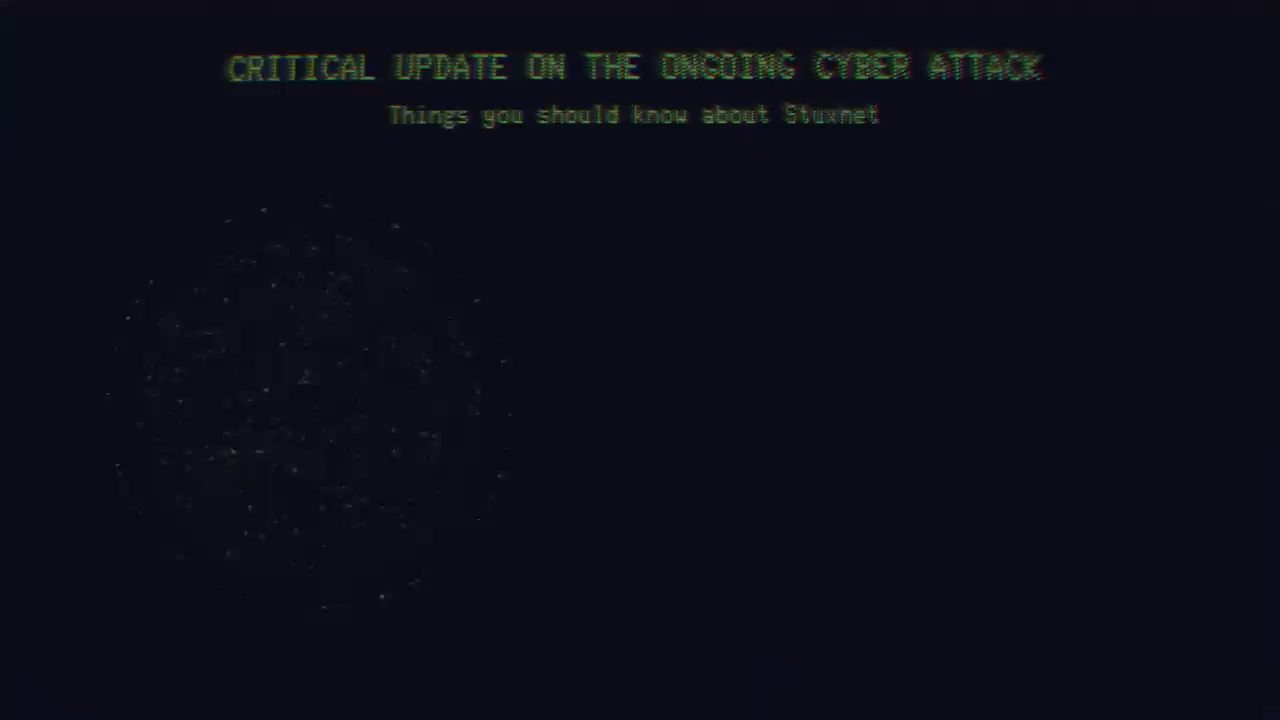 CRITICAL UPDATE ON THE ONGOING CYBER ATTACK
Things you should know about Stuxnet